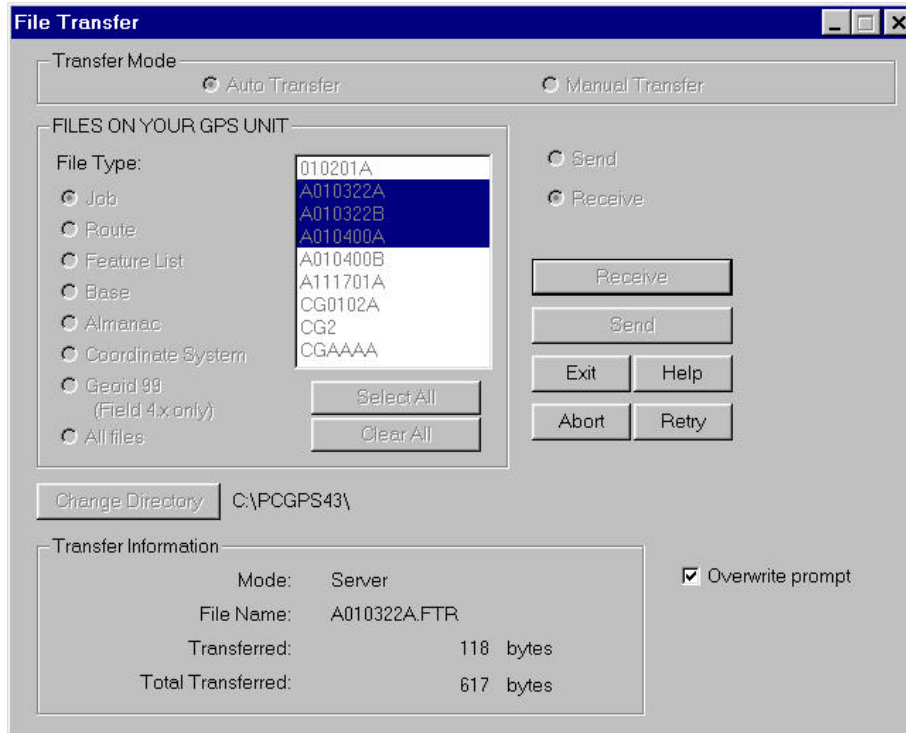 File Transfer
Transfer Mode
Auto Transfer
Manual Transfer
FILES ON YOUR GPS UNIT
File Type:
Job
Route
Feature List
Base
Almanac
Coordinate System
Geoid 99
(Field 4.x only)
All files
010201A
A010322A
A010322B
A010400A
A010400B
A111701A
CG0102A
CG2
CGAAAA
Select All
Clear All
Send
Receive
Receive
Send
Exit
Help
Abort
Retry
Change Directory
C:\PCGPS43\
Transfer Information
Mode: Server
File Name: A010322A.FTR
Transferred: 118 bytes
Total Transferred: 617 bytes
Overwrite prompt